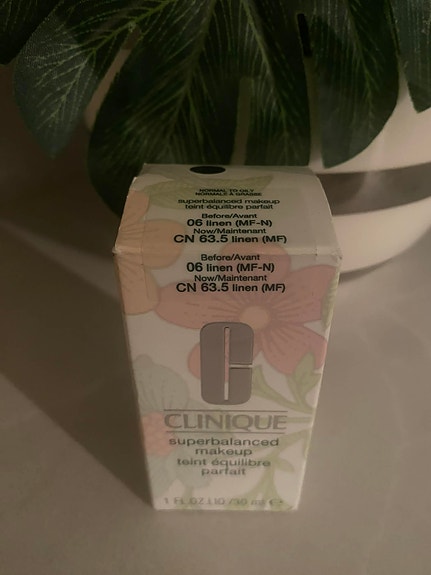 NORMAL TO OILY
NORMALE À GRASSE
superbalanced makeup
teint équilibre parfait
Before/Avant
06 linen (MF-N)
Now/Maintenant
CN 63.5 linen (MF)
Before/Avant
06 linen (MF-N)
Now/Maintenant
CN 63.5 linen (MF)
CLINIQUE
superbalanced
makeup
teint équilibre
parfait
1 FL.OZ.LIQ/30 ml e